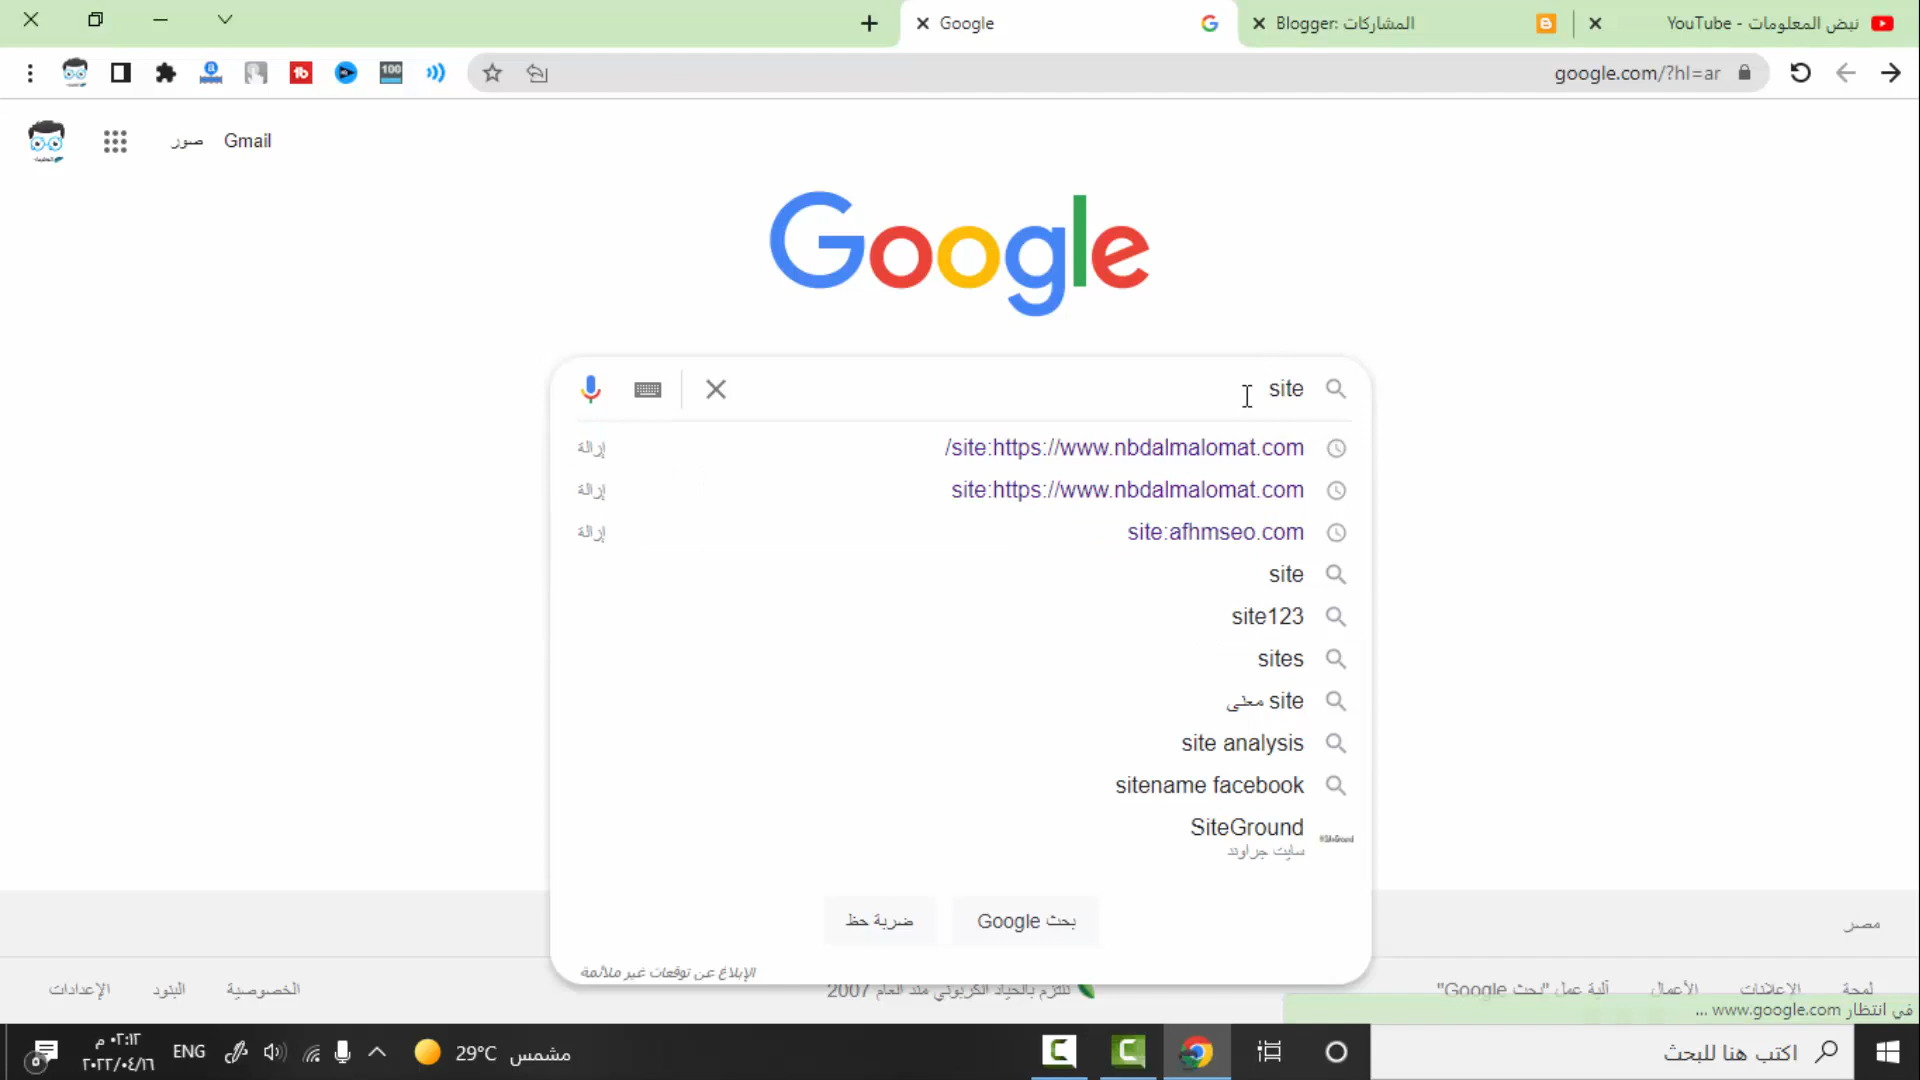 نبض المعلومات - YouTube
Blogger: المشاركات
Google
google.com/?hl=ar
100
Gmail
صور
Google
site
site:https://www.nbdalmalomat.com/
إزالة
site:https://www.nbdalmalomat.com
إزالة
site:afhmseo.com
إزالة
site
site123
sites
site معنى
site analysis
sitename facebook
SiteGround
سايت جراوند
بحث Google
ضربة حظ
الإبلاغ عن توقعات غير ملائمة
مصر
لمحة
الإعلانات
الأعمال
آلية عمل "بحث Google"
نلتزم بالحياد الكربوني منذ العام 2007
الخصوصية
البنود
الإعدادات
في انتظار www.google.com ...
اكتب هنا للبحث
مشمس
29°C
ENG
٠٢:١٣ م
٢٠٢٢/٠٤/١٦